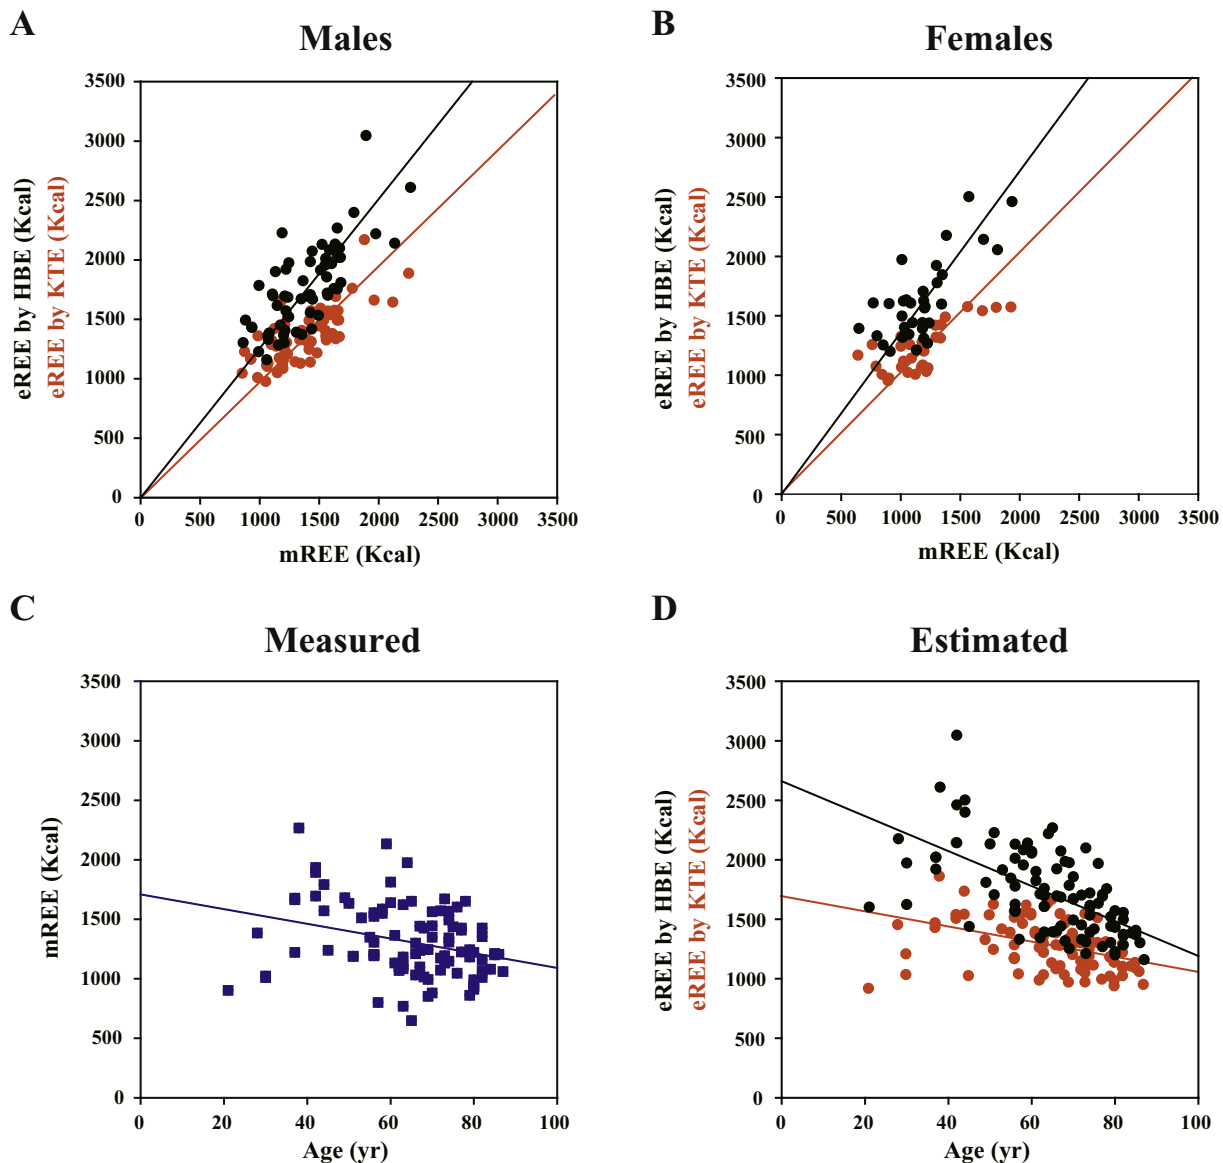 A
Males
eREE by HBE (Kcal)
eREE by KTE (Kcal)
3500
3000
2500
2000
1500
1000
500
0
0 500 1000 1500 2000 2500 3000 3500
mREE (Kcal)
B
Females
eREE by HBE (Kcal)
eREE by KTE (Kcal)
3500
3000
2500
2000
1500
1000
500
0
0 500 1000 1500 2000 2500 3000 3500
mREE (Kcal)
C
Measured
mREE (Kcal)
3500
3000
2500
2000
1500
1000
500
0
0 20 40 60 80 100
Age (yr)
D
Estimated
eREE by HBE (Kcal)
eREE by KTE (Kcal)
3500
3000
2500
2000
1500
1000
500
0
0 20 40 60 80 100
Age (yr)